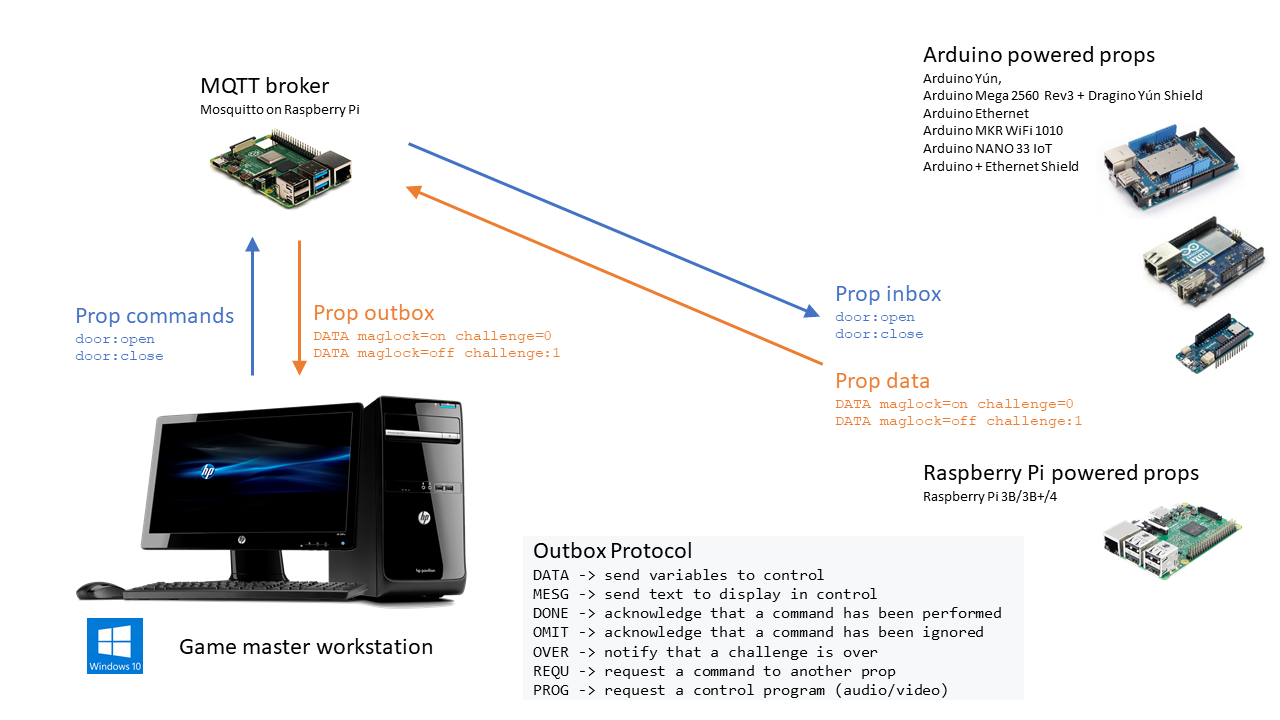 MQTT broker
Mosquitto on Raspberry Pi
Arduino powered props
Arduino Yún,
Arduino Mega 2560 Rev3 + Dragino Yún Shield
Arduino Ethernet
Arduino MKR WiFi 1010
Arduino NANO 33 IoT
Arduino + Ethernet Shield
YUN
Prop commands
door:open
door:close
Prop outbox
DATA maglock=on challenge=0
DATA maglock=off challenge:1
Prop inbox
door:open
door:close
Prop data
DATA maglock=on challenge=0
DATA maglock=off challenge:1
hp
hp
hp
hp pavilion
Windows 10
Game master workstation
Raspberry Pi powered props
Raspberry Pi 3B/3B+/4
Outbox Protocol
DATA -> send variables to control
MESG -> send text to display in control
DONE -> acknowledge that a command has been performed
OMIT -> acknowledge that a command has been ignored
OVER -> notify that a challenge is over
REQU -> request a command to another prop
PROG -> request a control program (audio/video)